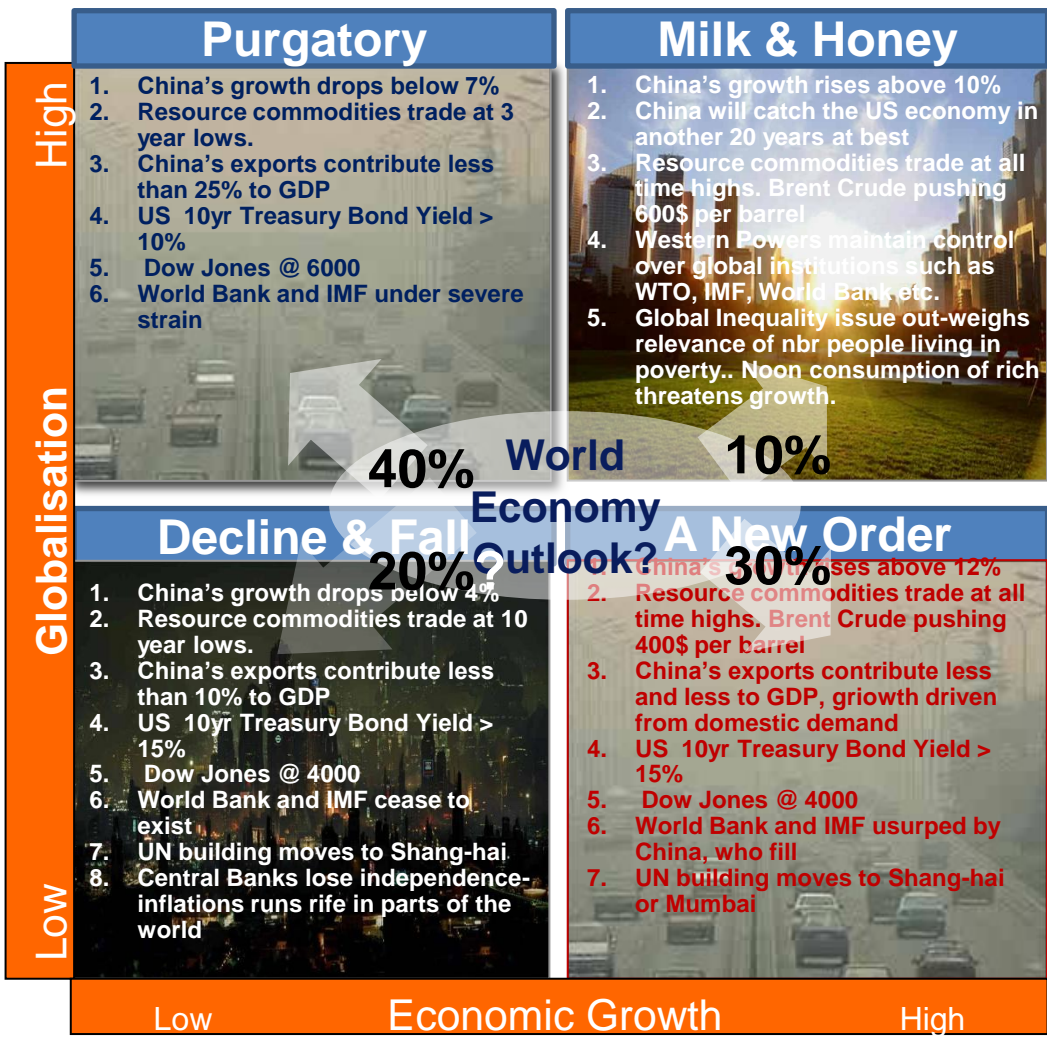 Purgatory
1. China's growth drops below 7%
2. Resource commodities trade at 3
year lows.
3. China's exports contribute less
than 25% to GDP
4. US 10yr Treasury Bond Yield >
10%
5. Dow Jones @ 6000
6. World Bank and IMF under severe
strain
Milk & Honey
1. China's growth rises above 10%
2. China will catch the US economy in
another 20 years at best
3. Resource commodities trade at all
time highs. Brent Crude pushing
600$ per barrel
4. Western Powers maintain control
over global institutions such as
WTO, IMF, World Bank etc.
5. Global Inequality issue out-weighs
relevance of nbr people living in
poverty.. Noon consumption of rich
threatens growth.
40%
10%
World
Economy
Outlook?
20%?
30%
Decline & Fall
1. China's growth drops below 4%
2. Resource commodities trade at 10
year lows.
3. China's exports contribute less
than 10% to GDP
4. US 10yr Treasury Bond Yield >
15%
5. Dow Jones @ 4000
6. World Bank and IMF cease to
exist
7. UN building moves to Shang-hai
8. Central Banks lose independence-
inflations runs rife in parts of the
world
A New Order
1. China's growth rises above 12%
2. Resource commodities trade at all
time highs. Brent Crude pushing
400$ per barrel
3. China's exports contribute less
and less to GDP, griowth driven
from domestic demand
4. US 10yr Treasury Bond Yield >
15%
5. Dow Jones @ 4000
6. World Bank and IMF usurped by
China, who fill
7. UN building moves to Shang-hai
or Mumbai
High
Globalisation
Low
Low
Economic Growth
High